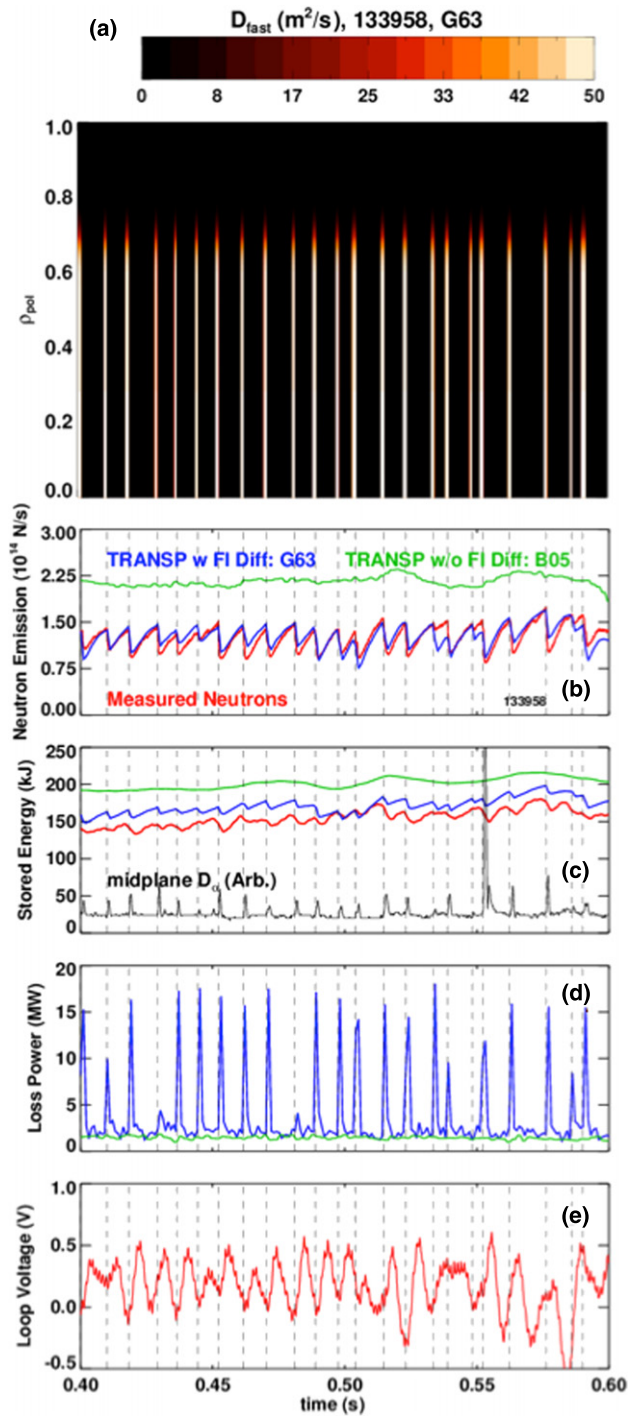 (a)
D_fast (m²/s), 133958, G63
0 8 17 25 33 42 50
1.0
0.8
0.6
0.4
0.2
0.0
ρ_pol
3.00
2.25
1.50
0.75
0.00
Neutron Emission (10¹⁴ N/s)
TRANSP w FI Diff: G63 TRANSP w/o FI Diff: B05
Measured Neutrons
133958
(b)
250
200
150
100
50
0
Stored Energy (kJ)
midplane D_α (Arb.)
(c)
20
15
10
5
0
Loss Power (MW)
(d)
1.0
0.5
0.0
-0.5
Loop Voltage (V)
(e)
0.40 0.45 0.50 0.55 0.60
time (s)